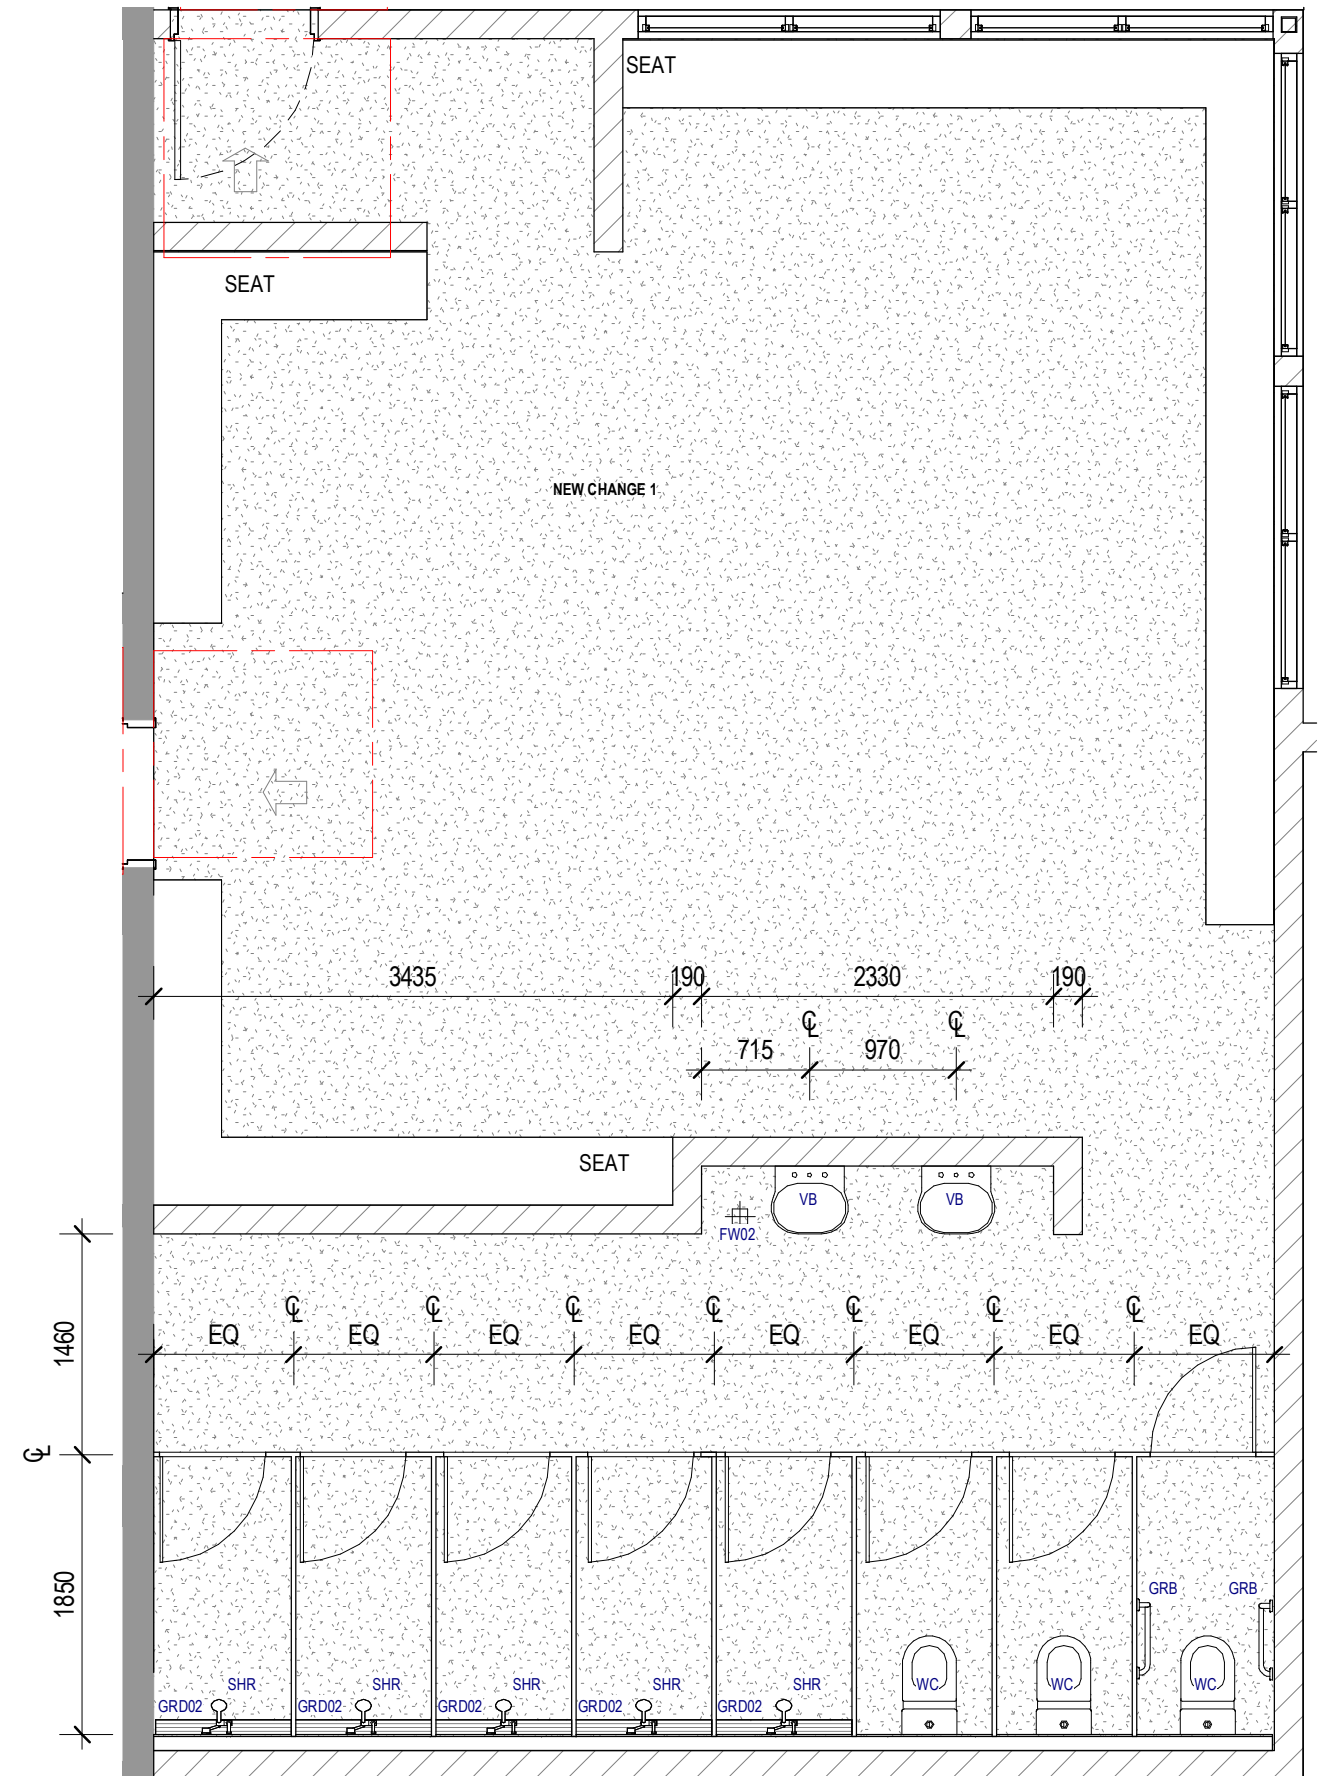 SEAT
SEAT
NEW CHANGE 1
3435 190 2330 190
℄ ℄
715 970
SEAT
VB VB
FW02
℄ ℄ ℄ ℄ ℄ ℄ ℄
EQ EQ EQ EQ EQ EQ EQ EQ
1460
℄
1850
GRB GRB
SHR SHR SHR SHR SHR WC WC WC
GRD02 GRD02 GRD02 GRD02 GRD02